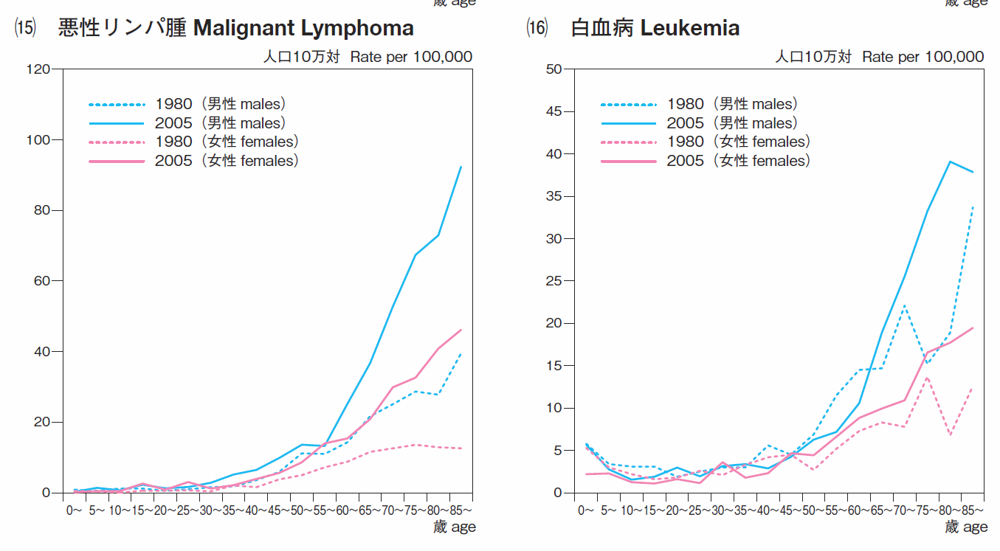 歳 age
歳 age
⒂ 悪性リンパ腫 Malignant Lymphoma
人口10万対 Rate per 100,000
120
100
80
60
40
20
0
1980（男性 males）
2005（男性 males）
1980（女性 females）
2005（女性 females）
0～ 5～ 10～15～20～25～30～35～40～45～50～55～60～65～70～75～80～85～
歳 age
⒃ 白血病 Leukemia
人口10万対 Rate per 100,000
50
45
40
35
30
25
20
15
10
5
0
1980（男性 males）
2005（男性 males）
1980（女性 females）
2005（女性 females）
0～ 5～ 10～15～20～25～30～35～40～45～50～55～60～65～70～75～80～85～
歳 age